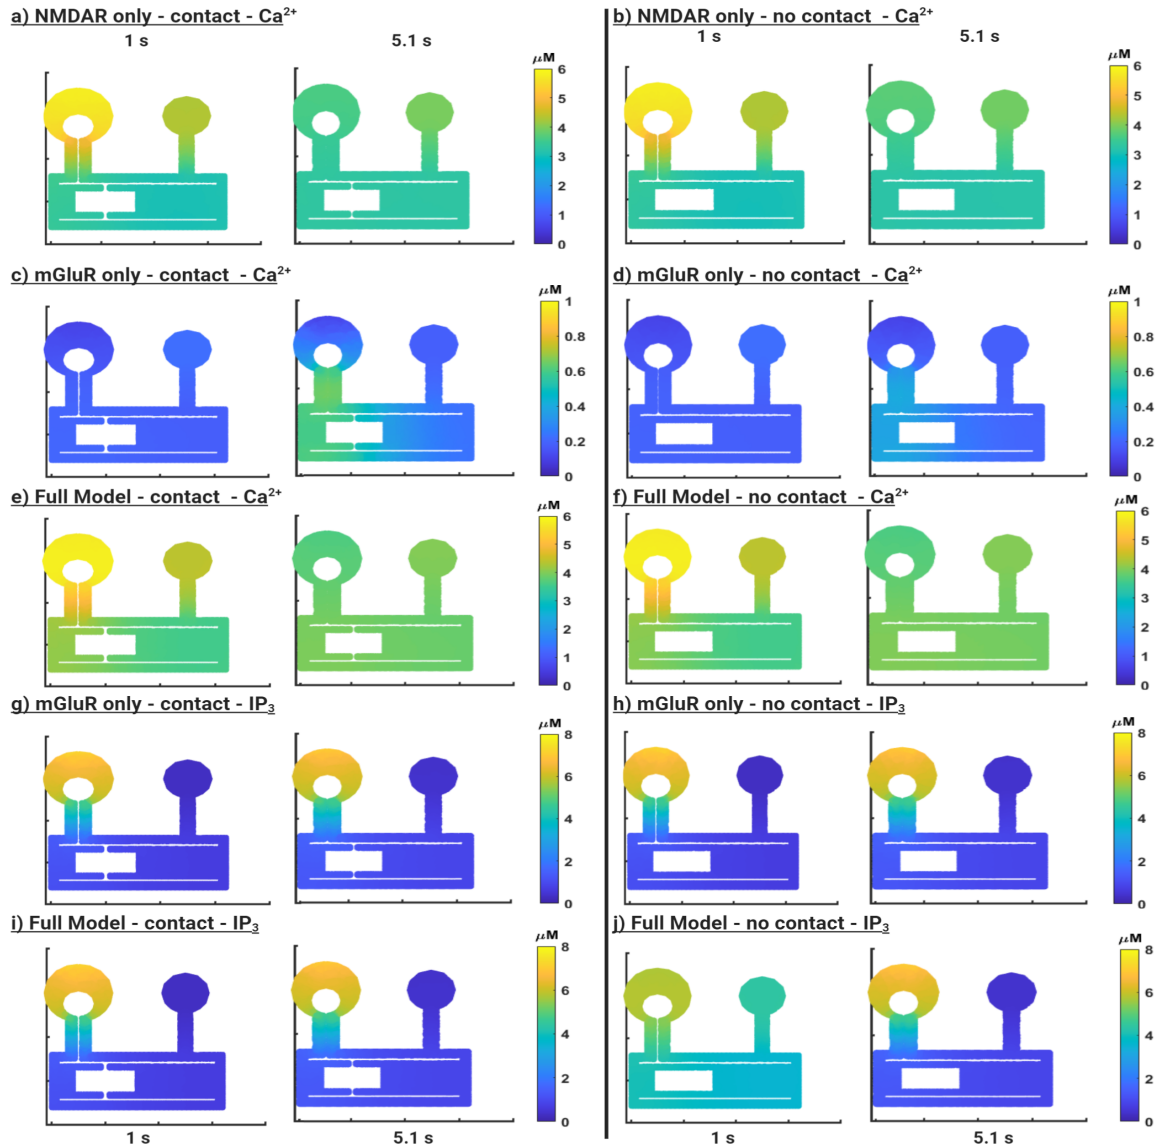 a) NMDAR only - contact - Ca²⁺
1 s
5.1 s
μM
6
5
4
3
2
1
0
b) NMDAR only - no contact - Ca²⁺
1 s
5.1 s
μM
6
5
4
3
2
1
0
c) mGluR only - contact - Ca²⁺
μM
1
0.8
0.6
0.4
0.2
0
d) mGluR only - no contact - Ca²⁺
μM
1
0.8
0.6
0.4
0.2
0
e) Full Model - contact - Ca²⁺
μM
6
5
4
3
2
1
0
f) Full Model - no contact - Ca²⁺
μM
6
5
4
3
2
1
0
g) mGluR only - contact - IP₃
μM
8
6
4
2
0
h) mGluR only - no contact - IP₃
μM
8
6
4
2
0
i) Full Model - contact - IP₃
μM
8
6
4
2
0
1 s
5.1 s
j) Full Model - no contact - IP₃
μM
8
6
4
2
0
1 s
5.1 s